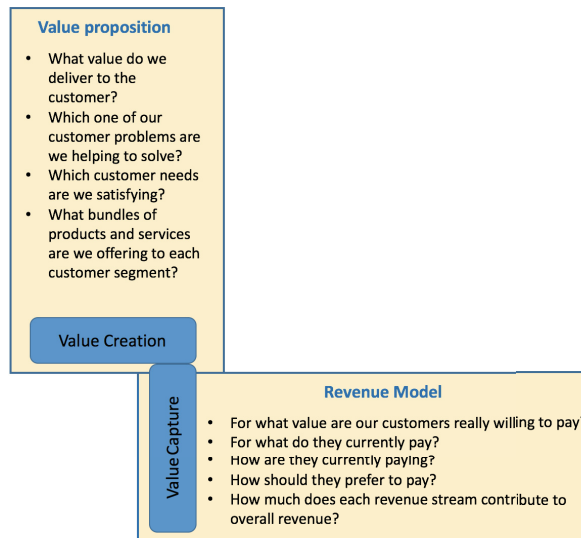 Value proposition
• What value do we
deliver to the
customer?
• Which one of our
customer problems are
we helping to solve?
• Which customer needs
are we satisfying?
• What bundles of
products and services
are we offering to each
customer segment?
Value Creation
Value Capture
Revenue Model
• For what value are our customers really willing to pay?
• For what do they currently pay?
• How are they currently paying?
• How should they prefer to pay?
• How much does each revenue stream contribute to
overall revenue?